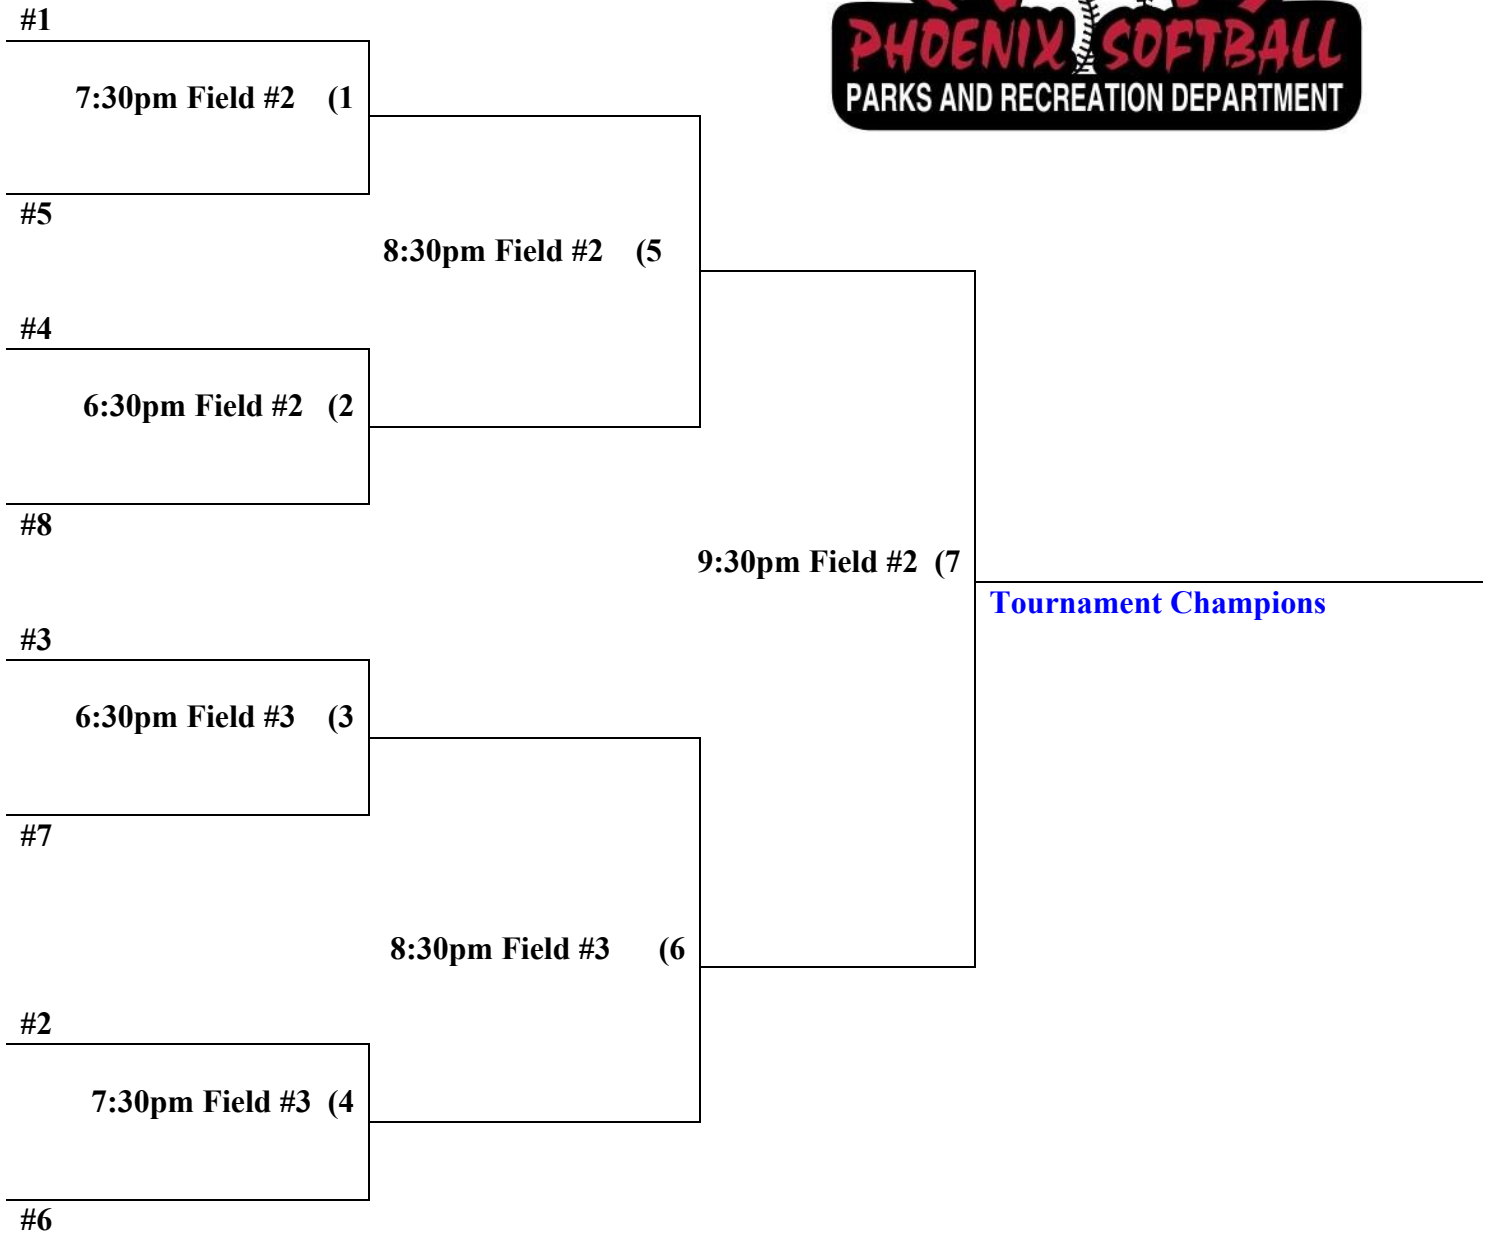 #1
PHOENIX SOFTBALL
PARKS AND RECREATION DEPARTMENT
7:30pm Field #2 (1
#5
8:30pm Field #2 (5
#4
6:30pm Field #2 (2
#8
9:30pm Field #2 (7
Tournament Champions
#3
6:30pm Field #3 (3
#7
8:30pm Field #3 (6
#2
7:30pm Field #3 (4
#6